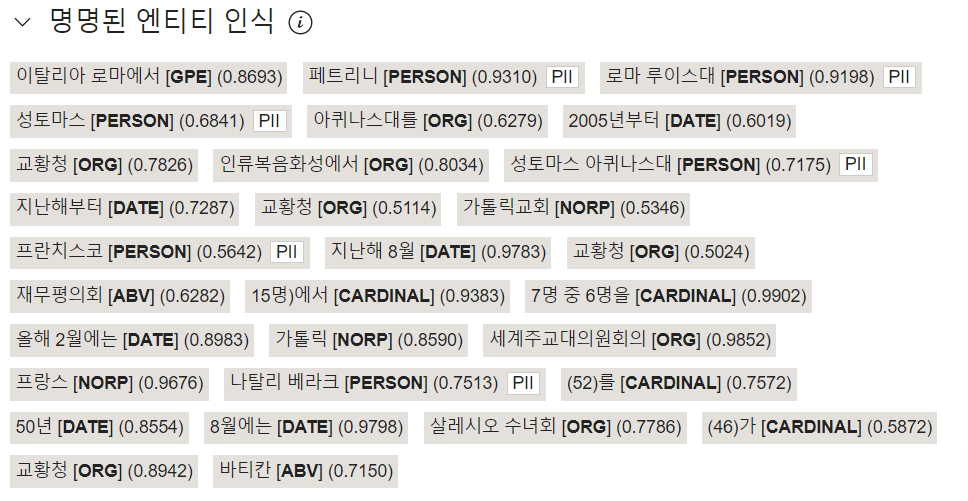 명명된 엔티티 인식
이탈리아 로마에서 [GPE] (0.8693) 페트리니 [PERSON] (0.9310) PII 로마 루이스대 [PERSON] (0.9198) PII
성토마스 [PERSON] (0.6841) PII 아퀴나스대를 [ORG] (0.6279) 2005년부터 [DATE] (0.6019)
교황청 [ORG] (0.7826) 인류복음화성에서 [ORG] (0.8034) 성토마스 아퀴나스대 [PERSON] (0.7175) PII
지난해부터 [DATE] (0.7287) 교황청 [ORG] (0.5114) 가톨릭교회 [NORP] (0.5346)
프란치스코 [PERSON] (0.5642) PII 지난해 8월 [DATE] (0.9783) 교황청 [ORG] (0.5024)
재무평의회 [ABV] (0.6282) 15명)에서 [CARDINAL] (0.9383) 7명 중 6명을 [CARDINAL] (0.9902)
올해 2월에는 [DATE] (0.8983) 가톨릭 [NORP] (0.8590) 세계주교대의원회의 [ORG] (0.9852)
프랑스 [NORP] (0.9676) 나탈리 베라크 [PERSON] (0.7513) PII (52)를 [CARDINAL] (0.7572)
50년 [DATE] (0.8554) 8월에는 [DATE] (0.9798) 살레시오 수녀회 [ORG] (0.7786) (46)가 [CARDINAL] (0.5872)
교황청 [ORG] (0.8942) 바티칸 [ABV] (0.7150)